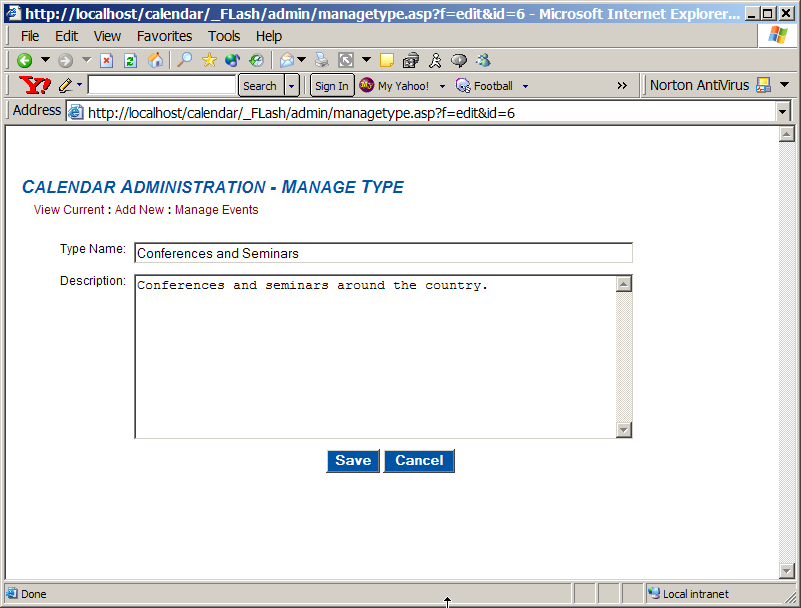 http://localhost/calendar/_FLash/admin/managetype.asp?f=edit&id=6 - Microsoft Internet Explorer...
File Edit View Favorites Tools Help
Y! Search Sign In My Yahoo! Football » Norton AntiVirus
Address http://localhost/calendar/_FLash/admin/managetype.asp?f=edit&id=6
CALENDAR ADMINISTRATION - MANAGE TYPE
View Current : Add New : Manage Events
Type Name: Conferences and Seminars
Description: Conferences and seminars around the country.
Save Cancel
Done Local intranet